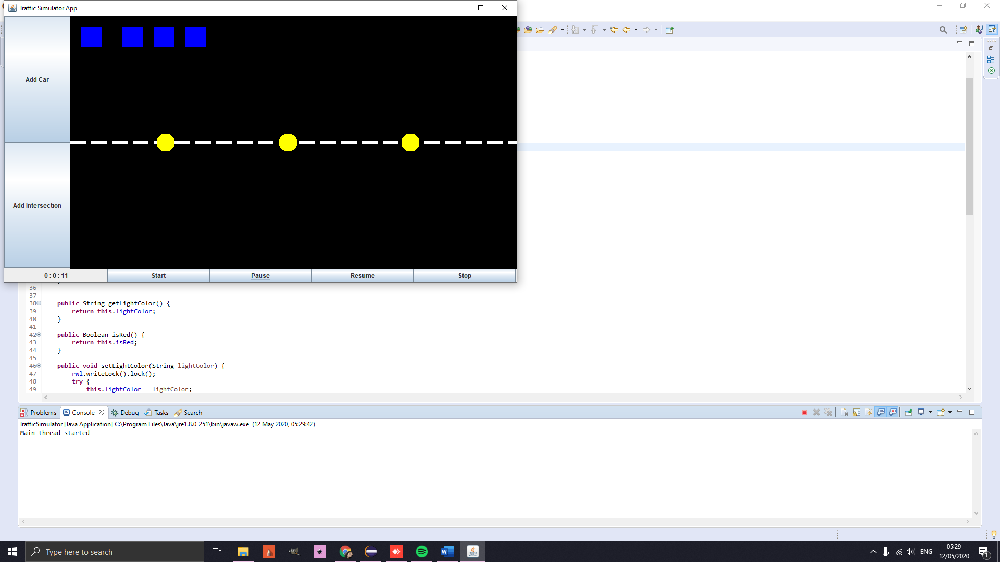 Traffic Simulator App
Add Car
Add Intersection
0 : 0 : 11
Start
Pause
Resume
Stop
36
37
38 public String getLightColor() {
39 return this.lightColor;
40 }
41
42 public Boolean isRed() {
43 return this.isRed;
44 }
45
46 public void setLightColor(String lightColor) {
47 rwl.writeLock().lock();
48 try {
49 this.lightColor = lightColor;
Problems
Console
Debug
Tasks
Search
TrafficSimulator [Java Application] C:\Program Files\Java\jre1.8.0_251\bin\javaw.exe (12 May 2020, 05:29:42)
Main thread started
Type here to search
ENG
05:29
12/05/2020
1